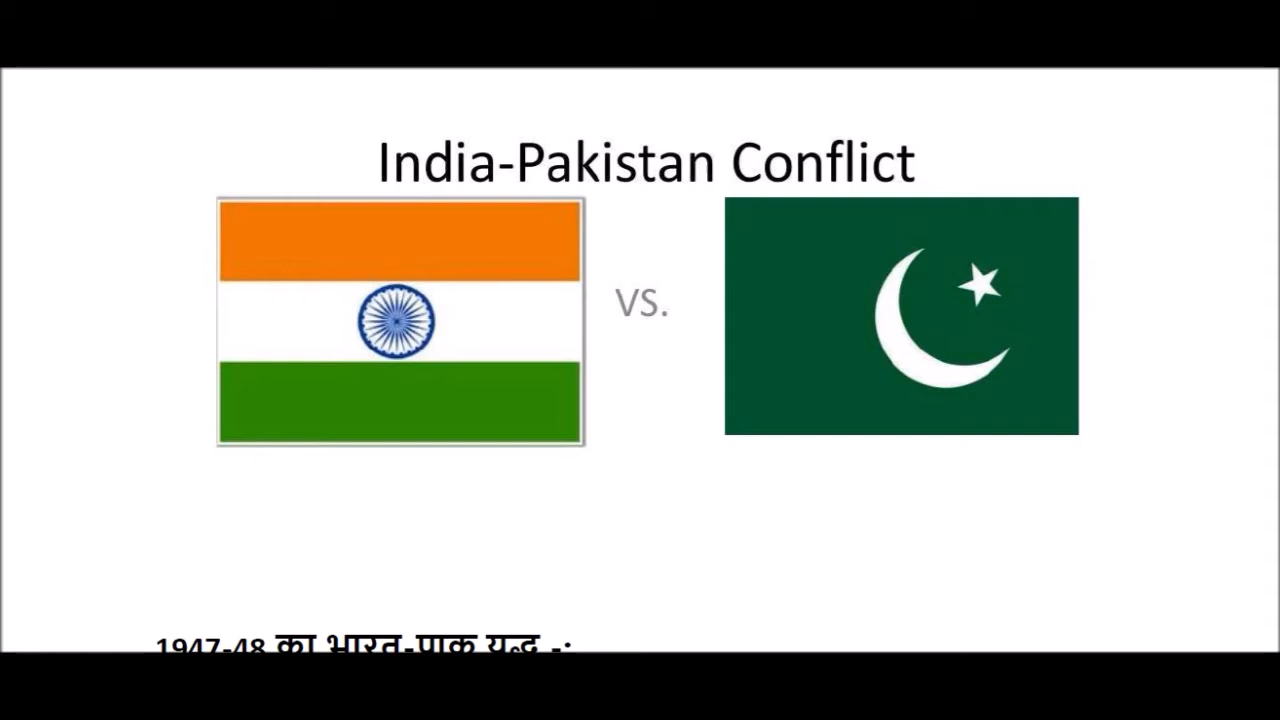 India-Pakistan Conflict
VS.
1947-48 का भारत-पाक युद्ध -: